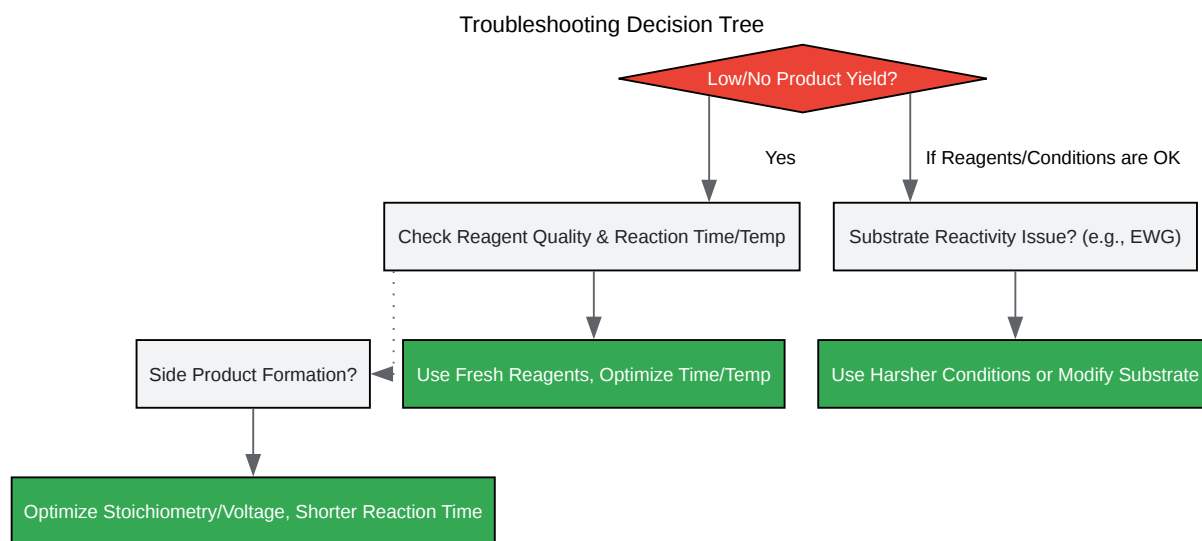 Troubleshooting Decision Tree
Low/No Product Yield?
Yes
If Reagents/Conditions are OK
Check Reagent Quality & Reaction Time/Temp
Substrate Reactivity Issue? (e.g., EWG)
Side Product Formation?
Use Fresh Reagents, Optimize Time/Temp
Use Harsher Conditions or Modify Substrate
Optimize Stoichiometry/Voltage, Shorter Reaction Time